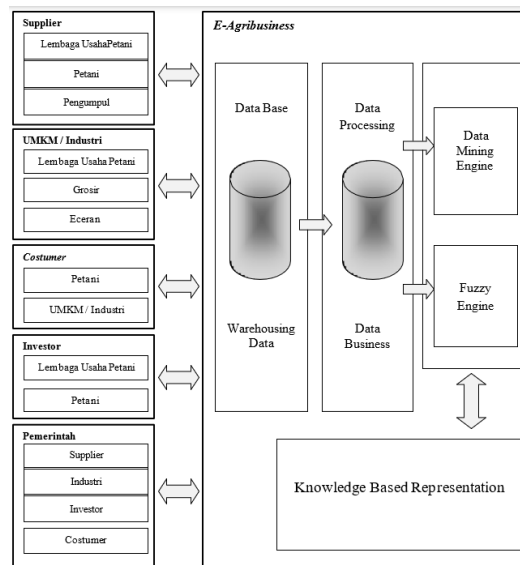 Supplier
Lembaga UsahaPetani
Petani
Pengumpul
UMKM / Industri
Lembaga Usaha Petani
Grosir
Eceran
Costumer
Petani
UMKM / Industri
Investor
Lembaga Usaha Petani
Petani
Pemerintah
Supplier
Industri
Investor
Costumer
E-Agribusiness
Data Base
Warehousing
Data
Data
Processing
Data
Business
Data
Mining
Engine
Fuzzy
Engine
Knowledge Based Representation